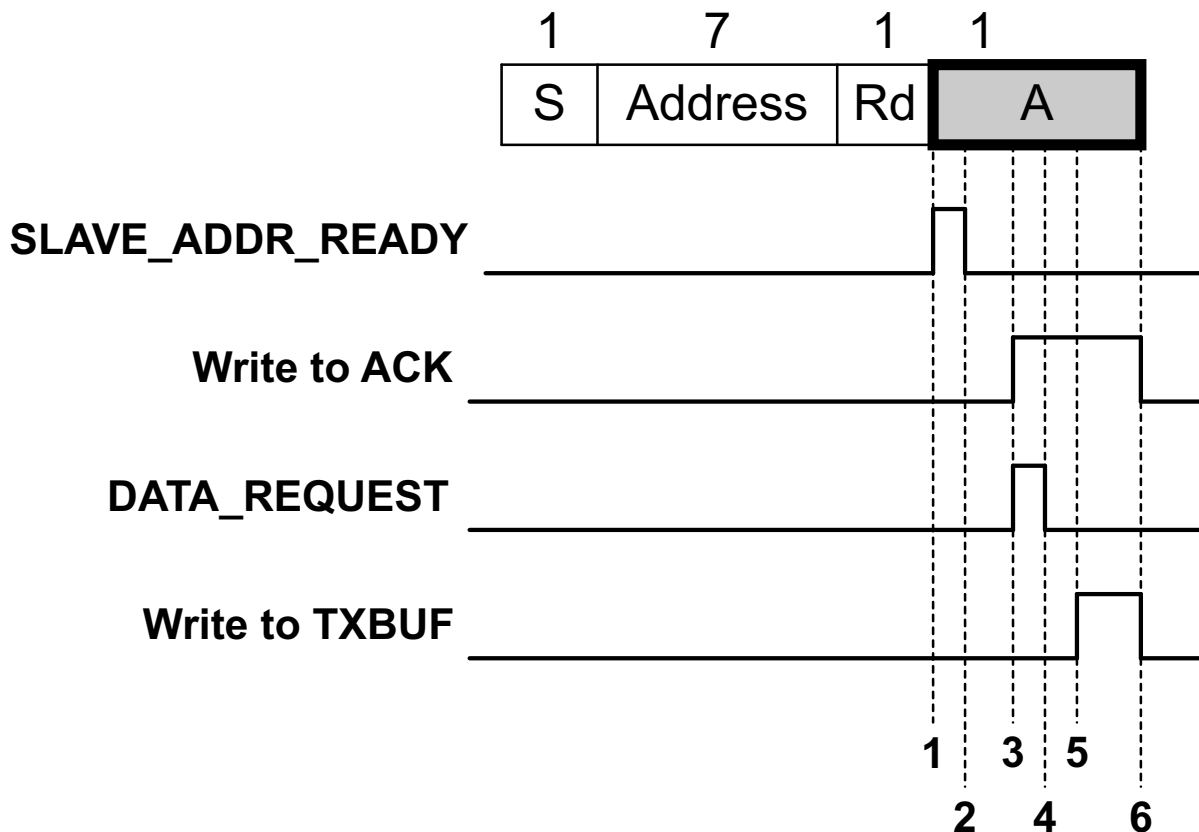 1 7 1 1
S Address Rd A
SLAVE_ADDR_READY
Write to ACK
DATA_REQUEST
Write to TXBUF
1 3 5
2 4 6